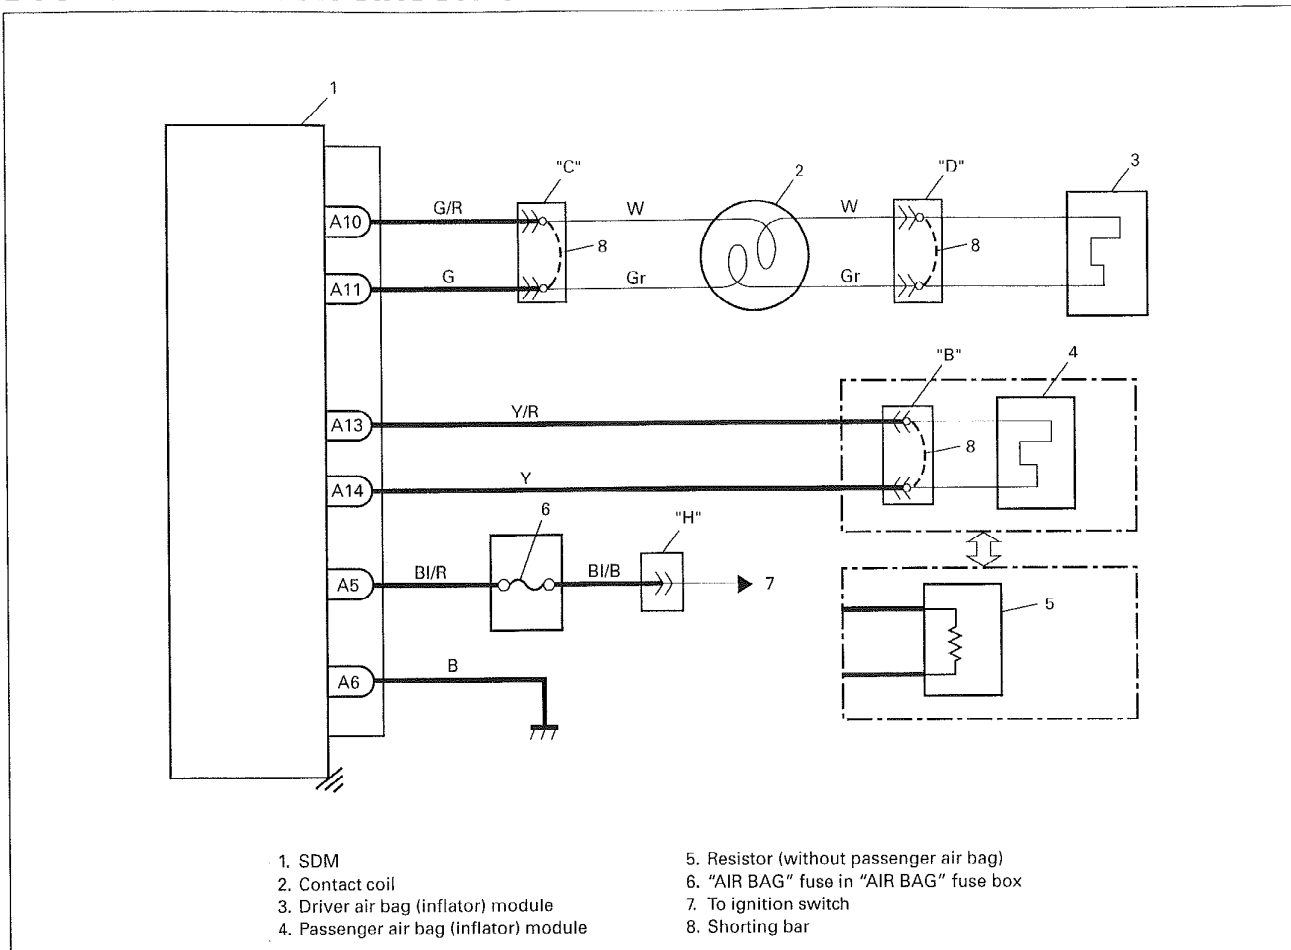 1
"C"
2
"D"
3
A10
G/R
W
W
8
8
A11
G
Gr
Gr
"B"
4
A13
Y/R
8
A14
Y
6
"H"
A5
Bl/R
Bl/B
7
5
A6
B
1. SDM
2. Contact coil
3. Driver air bag (inflator) module
4. Passenger air bag (inflator) module
5. Resistor (without passenger air bag)
6. "AIR BAG" fuse in "AIR BAG" fuse box
7. To ignition switch
8. Shorting bar